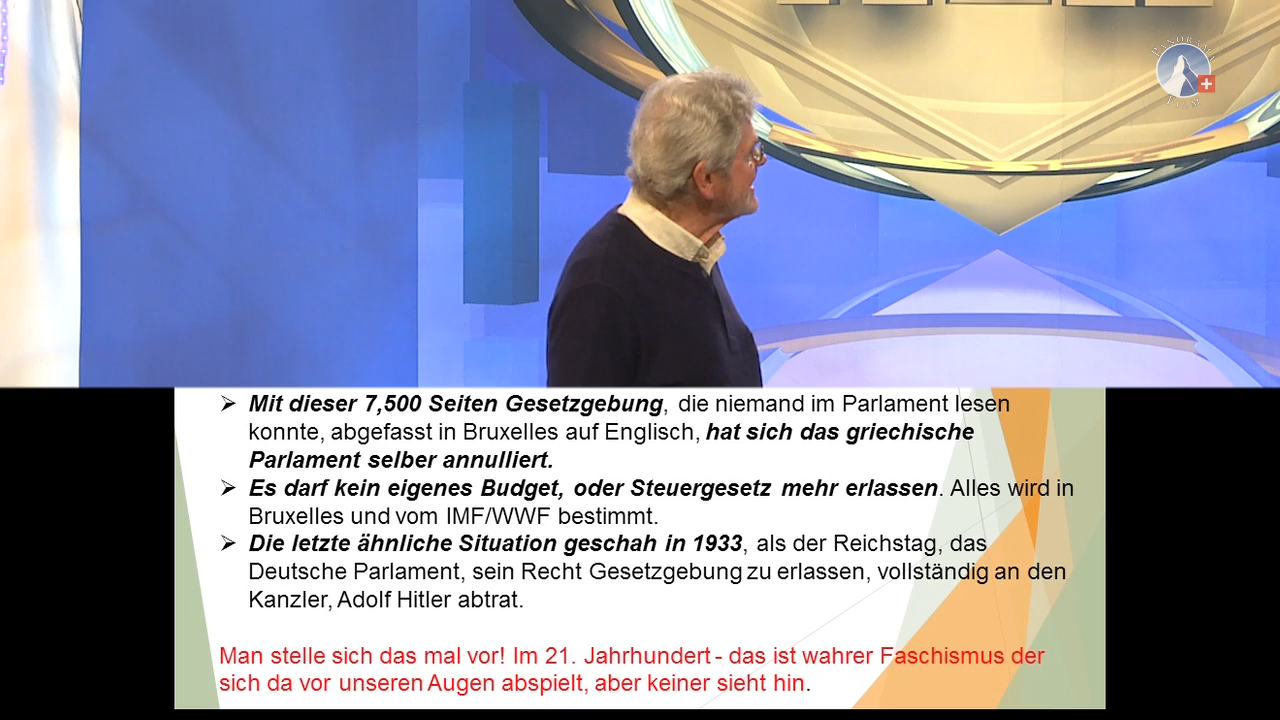 PANORAMA
FILM
Mit dieser 7,500 Seiten Gesetzgebung, die niemand im Parlament lesen
konnte, abgefasst in Bruxelles auf Englisch, hat sich das griechische
Parlament selber annulliert.
Es darf kein eigenes Budget, oder Steuergesetz mehr erlassen. Alles wird in
Bruxelles und vom IMF/WWF bestimmt.
Die letzte ähnliche Situation geschah in 1933, als der Reichstag, das
Deutsche Parlament, sein Recht Gesetzgebung zu erlassen, vollständig an den
Kanzler, Adolf Hitler abtrat.
Man stelle sich das mal vor! Im 21. Jahrhundert - das ist wahrer Faschismus der
sich da vor unseren Augen abspielt, aber keiner sieht hin.